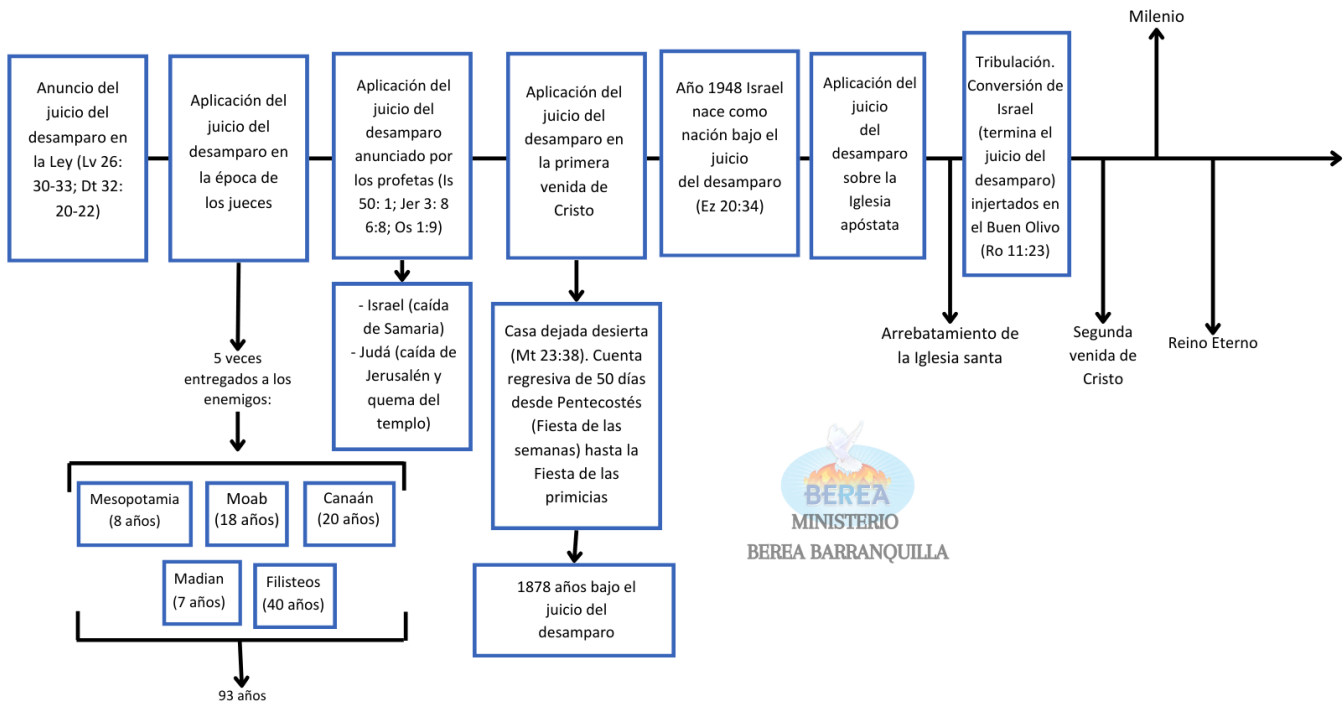 Anuncio del
juicio del
desamparo en
la Ley (Lv 26:
30-33; Dt 32:
20-22)
Aplicación del
juicio del
desamparo en
la época de
los jueces
5 veces
entregados a los
enemigos:
Mesopotamia
(8 años)
Moab
(18 años)
Canaán
(20 años)
Madian
(7 años)
Filisteos
(40 años)
93 años
Aplicación del
juicio del
desamparo
anunciado por
los profetas (Is
50: 1; Jer 3: 8
6:8; Os 1:9)
- Israel (caída
de Samaria)
- Judá (caída de
Jerusalén y
quema del
templo)
Aplicación del
juicio del
desamparo en
la primera
venida de
Cristo
Casa dejada desierta
(Mt 23:38). Cuenta
regresiva de 50 días
desde Pentecostés
(Fiesta de las
semanas) hasta la
Fiesta de las
primicias
1878 años bajo el
juicio del
desamparo
Año 1948 Israel
nace como
nación bajo el
juicio
del desamparo
(Ez 20:34)
Aplicación del
juicio
del
desamparo
sobre la
Iglesia
apóstata
Arrebatamiento de
la Iglesia santa
Tribulación.
Conversión de
Israel
(termina el
juicio del
desamparo)
injertados en
el Buen Olivo
(Ro 11:23)
Segunda
venida de
Cristo
Milenio
Reino Eterno
BEREA
MINISTERIO
BEREA BARRANQUILLA